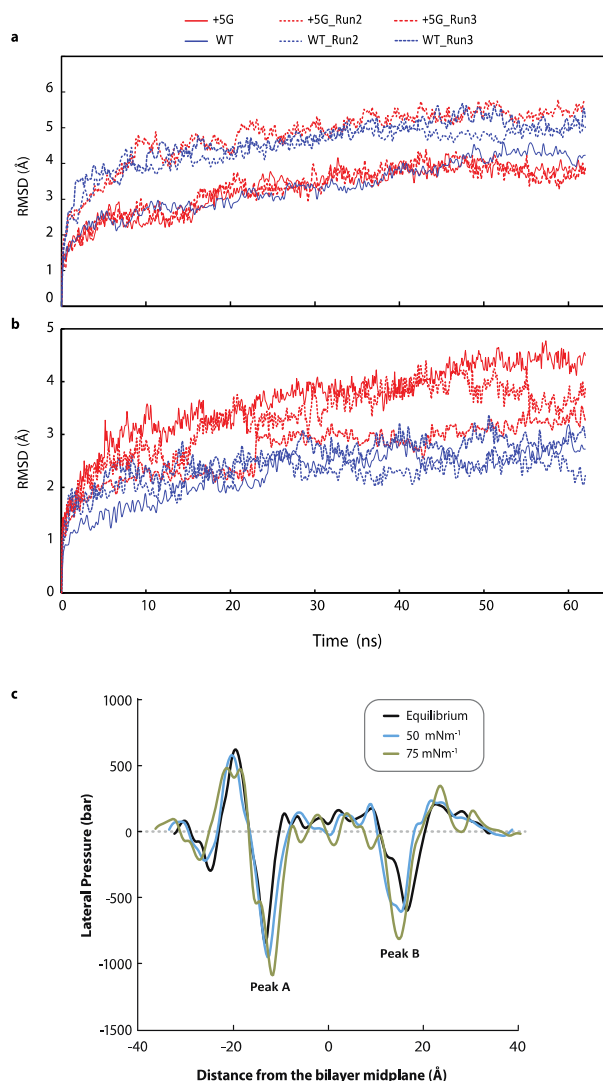 +5G +5G_Run2 +5G_Run3
WT WT_Run2 WT_Run3
a
6
5
4
3
2
1
0
RMSD (Å)
b
5
4
3
2
1
0
RMSD (Å)
0 10 20 30 40 50 60
Time (ns)
c
1000
500
0
-500
-1000
-1500
Lateral Pressure (bar)
Equilibrium
50 mNm-1
75 mNm-1
Peak A
Peak B
-40 -20 0 20 40
Distance from the bilayer midplane (Å)